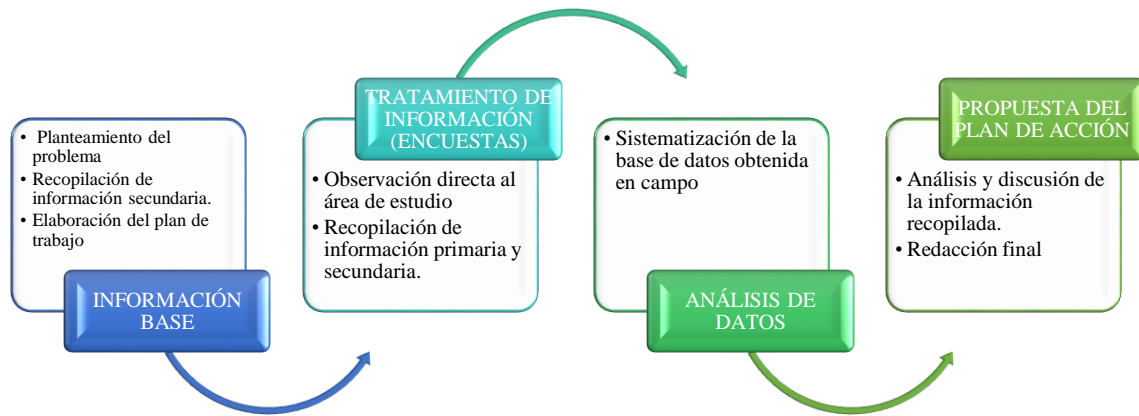 • Planteamiento del
problema
• Recopilación de
información secundaria.
• Elaboración del plan de
trabajo
INFORMACIÓN
BASE
TRATAMIENTO DE
INFORMACIÓN
(ENCUESTAS)
• Observación directa al
área de estudio
• Recopilación de
información primaria y
secundaria.
• Sistematización de la
base de datos obtenida
en campo
ANÁLISIS DE
DATOS
PROPUESTA DEL
PLAN DE ACCIÓN
• Análisis y discusión de
la información
recopilada.
• Redacción final